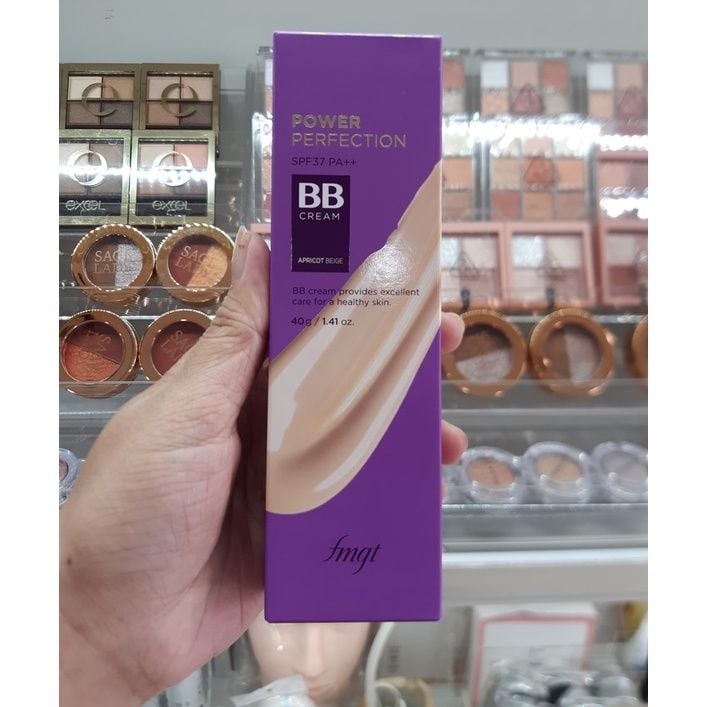 POWER
PERFECTION
SPF37 PA++
BB
CREAM
APRICOT BEIGE
BB cream provides excellent
care for a healthy skin.
40g / 1.41 oz.
fmgt
e
e
e
e
excel
excel